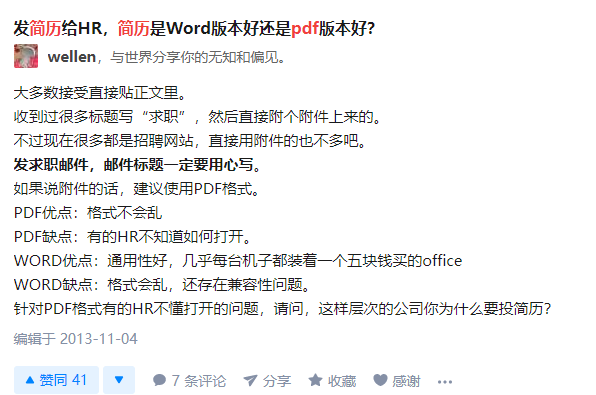 发简历给HR，简历是Word版本好还是pdf版本好?
wellen，与世界分享你的无知和偏见。
大多数接受直接贴正文里。
收到过很多标题写“求职”，然后直接附个附件上来的。
不过现在很多都是招聘网站，直接用附件的也不多吧。
发求职邮件，邮件标题一定要用心写。
如果说附件的话，建议使用PDF格式。
PDF优点：格式不会乱
PDF缺点：有的HR不知道如何打开。
WORD优点：通用性好，几乎每台机子都装着一个五块钱买的office
WORD缺点：格式会乱，还存在兼容性问题。
针对PDF格式有的HR不懂打开的问题，请问，这样层次的公司你为什么要投简历？
编辑于 2013-11-04
赞同 41 7 条评论 分享 收藏 感谢